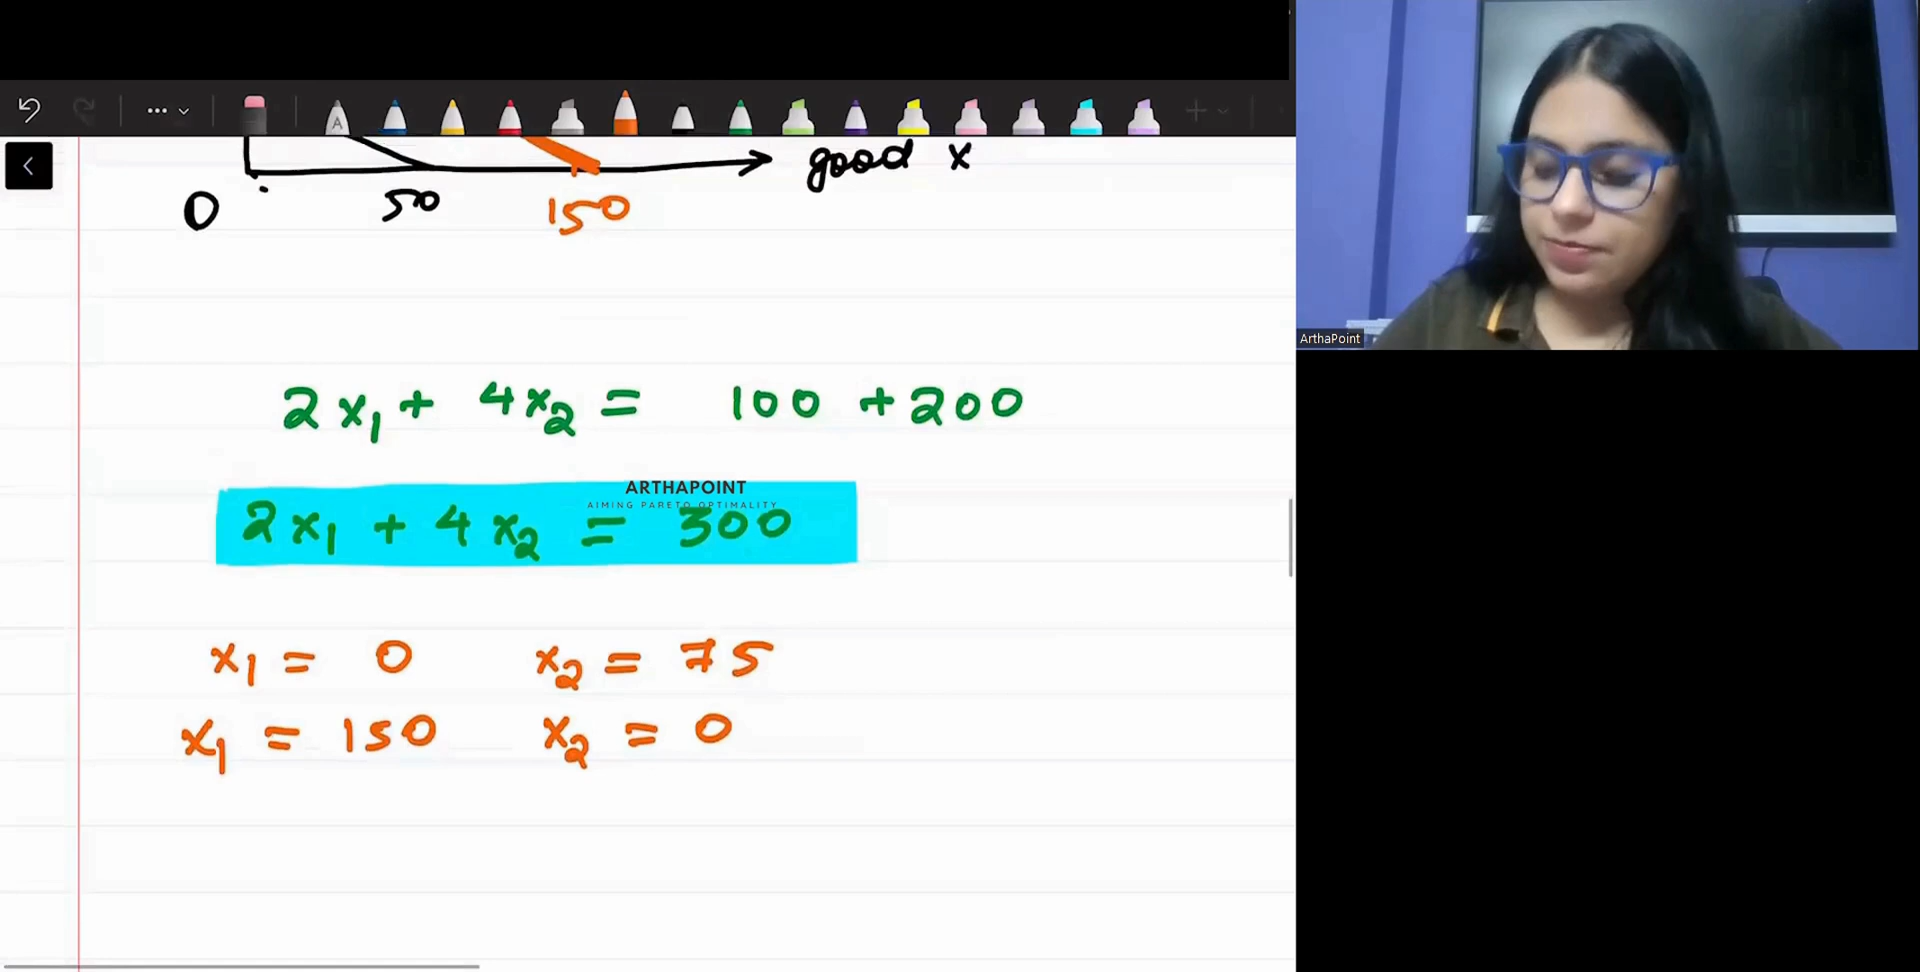 A
good x
0 50 150
2x₁ + 4x₂ = 100 + 200
ARTHAPOINT
AIMING PARETO OPTIMALITY
2x₁ + 4x₂ = 300
x₁ = 0 x₂ = 75
x₁ = 150 x₂ = 0
ArthaPoint